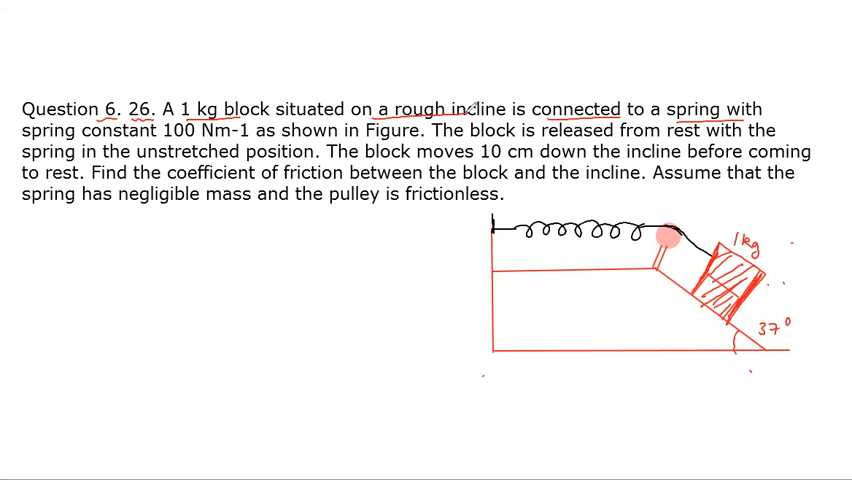 Question 6. 26. A 1 kg block situated on a rough incline is connected to a spring with
spring constant 100 Nm-1 as shown in Figure. The block is released from rest with the
spring in the unstretched position. The block moves 10 cm down the incline before coming
to rest. Find the coefficient of friction between the block and the incline. Assume that the
spring has negligible mass and the pulley is frictionless.
1kg
37°